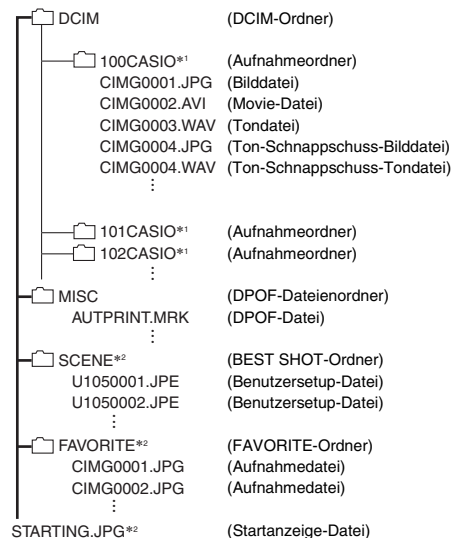 DCIM (DCIM-Ordner)
100CASIO*1 (Aufnahmeordner)
CIMG0001.JPG (Bilddatei)
CIMG0002.AVI (Movie-Datei)
CIMG0003.WAV (Tondatei)
CIMG0004.JPG (Ton-Schnappschuss-Bilddatei)
CIMG0004.WAV (Ton-Schnappschuss-Tondatei)
⋮
101CASIO*1 (Aufnahmeordner)
102CASIO*1 (Aufnahmeordner)
⋮
MISC (DPOF-Dateienordner)
AUTPRINT.MRK (DPOF-Datei)
⋮
SCENE*2 (BEST SHOT-Ordner)
U1050001.JPE (Benutzersetup-Datei)
U1050002.JPE (Benutzersetup-Datei)
⋮
FAVORITE*2 (FAVORITE-Ordner)
CIMG0001.JPG (Aufnahmedatei)
CIMG0002.JPG (Aufnahmedatei)
⋮
STARTING.JPG*2 (Startanzeige-Datei)